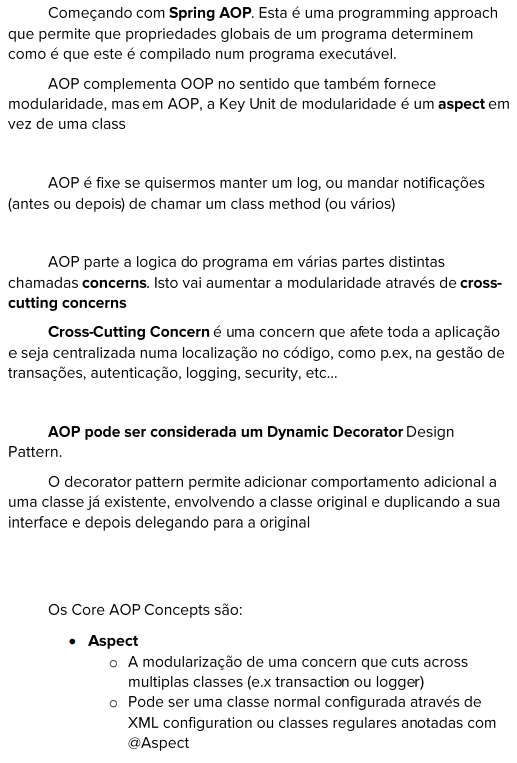 Começando com Spring AOP. Esta é uma programming approach
que permite que propriedades globais de um programa determinem
como é que este é compilado num programa executável.
AOP complementa OOP no sentido que também fornece
modularidade, mas em AOP, a Key Unit de modularidade é um aspect em
vez de uma class
AOP é fixe se quisermos manter um log, ou mandar notificações
(antes ou depois) de chamar um class method (ou vários)
AOP parte a logica do programa em várias partes distintas
chamadas concerns. Isto vai aumentar a modularidade através de cross-
cutting concerns
Cross-Cutting Concern é uma concern que afete toda a aplicação
e seja centralizada numa localização no código, como p.ex, na gestão de
transações, autenticação, logging, security, etc...
AOP pode ser considerada um Dynamic Decorator Design
Pattern.
O decorator pattern permite adicionar comportamento adicional a
uma classe já existente, envolvendo a classe original e duplicando a sua
interface e depois delegando para a original
Os Core AOP Concepts são:
• Aspect
o A modularização de uma concern que cuts across
multiplas classes (e.x transaction ou logger)
o Pode ser uma classe normal configurada através de
XML configuration ou classes regulares anotadas com
@Aspect